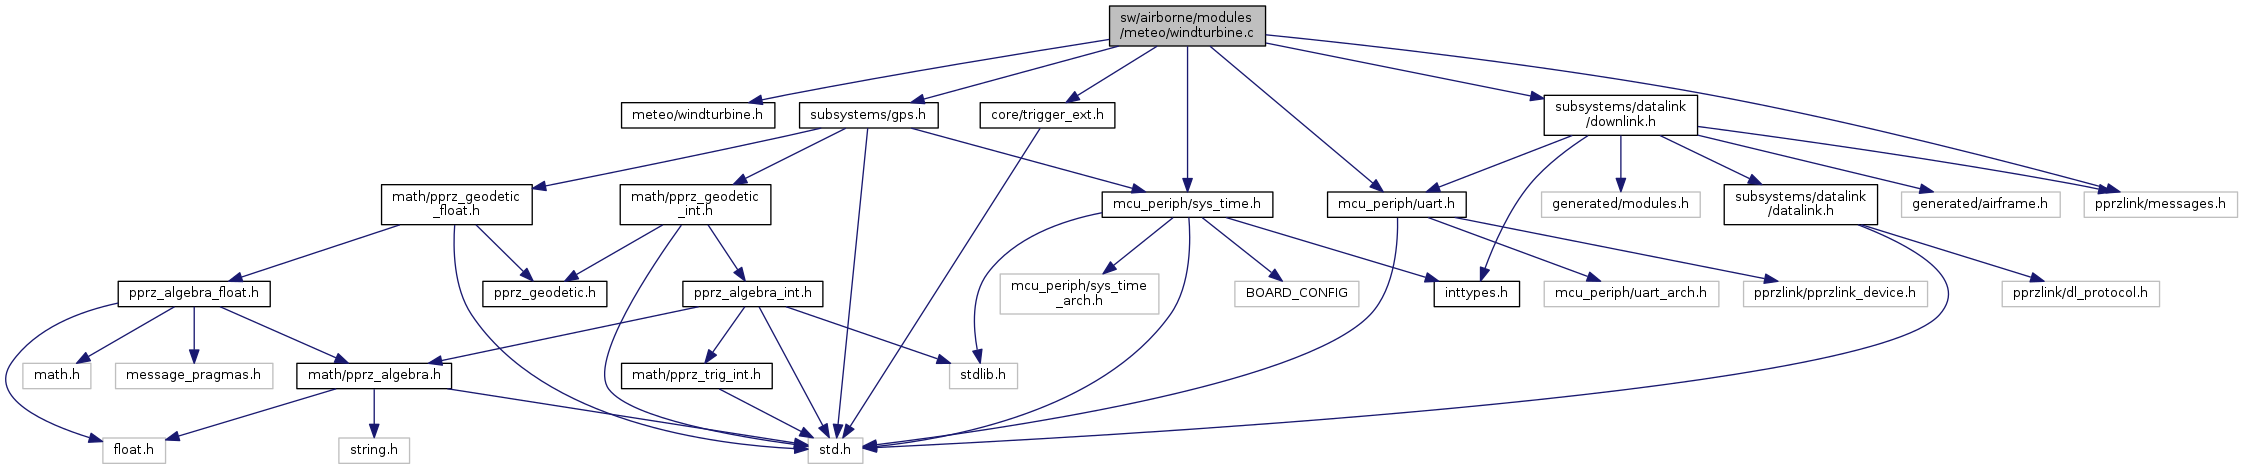 sw/airborne/modules
/meteo/windturbine.c
meteo/windturbine.h
subsystems/gps.h
core/trigger_ext.h
subsystems/datalink
/downlink.h
math/pprz_geodetic
_float.h
math/pprz_geodetic
_int.h
mcu_periph/sys_time.h
mcu_periph/uart.h
generated/modules.h
subsystems/datalink
/datalink.h
generated/airframe.h
pprzlink/messages.h
pprz_algebra_float.h
pprz_geodetic.h
pprz_algebra_int.h
mcu_periph/sys_time
_arch.h
BOARD_CONFIG
inttypes.h
mcu_periph/uart_arch.h
pprzlink/pprzlink_device.h
pprzlink/dl_protocol.h
math.h
message_pragmas.h
math/pprz_algebra.h
math/pprz_trig_int.h
stdlib.h
float.h
string.h
std.h